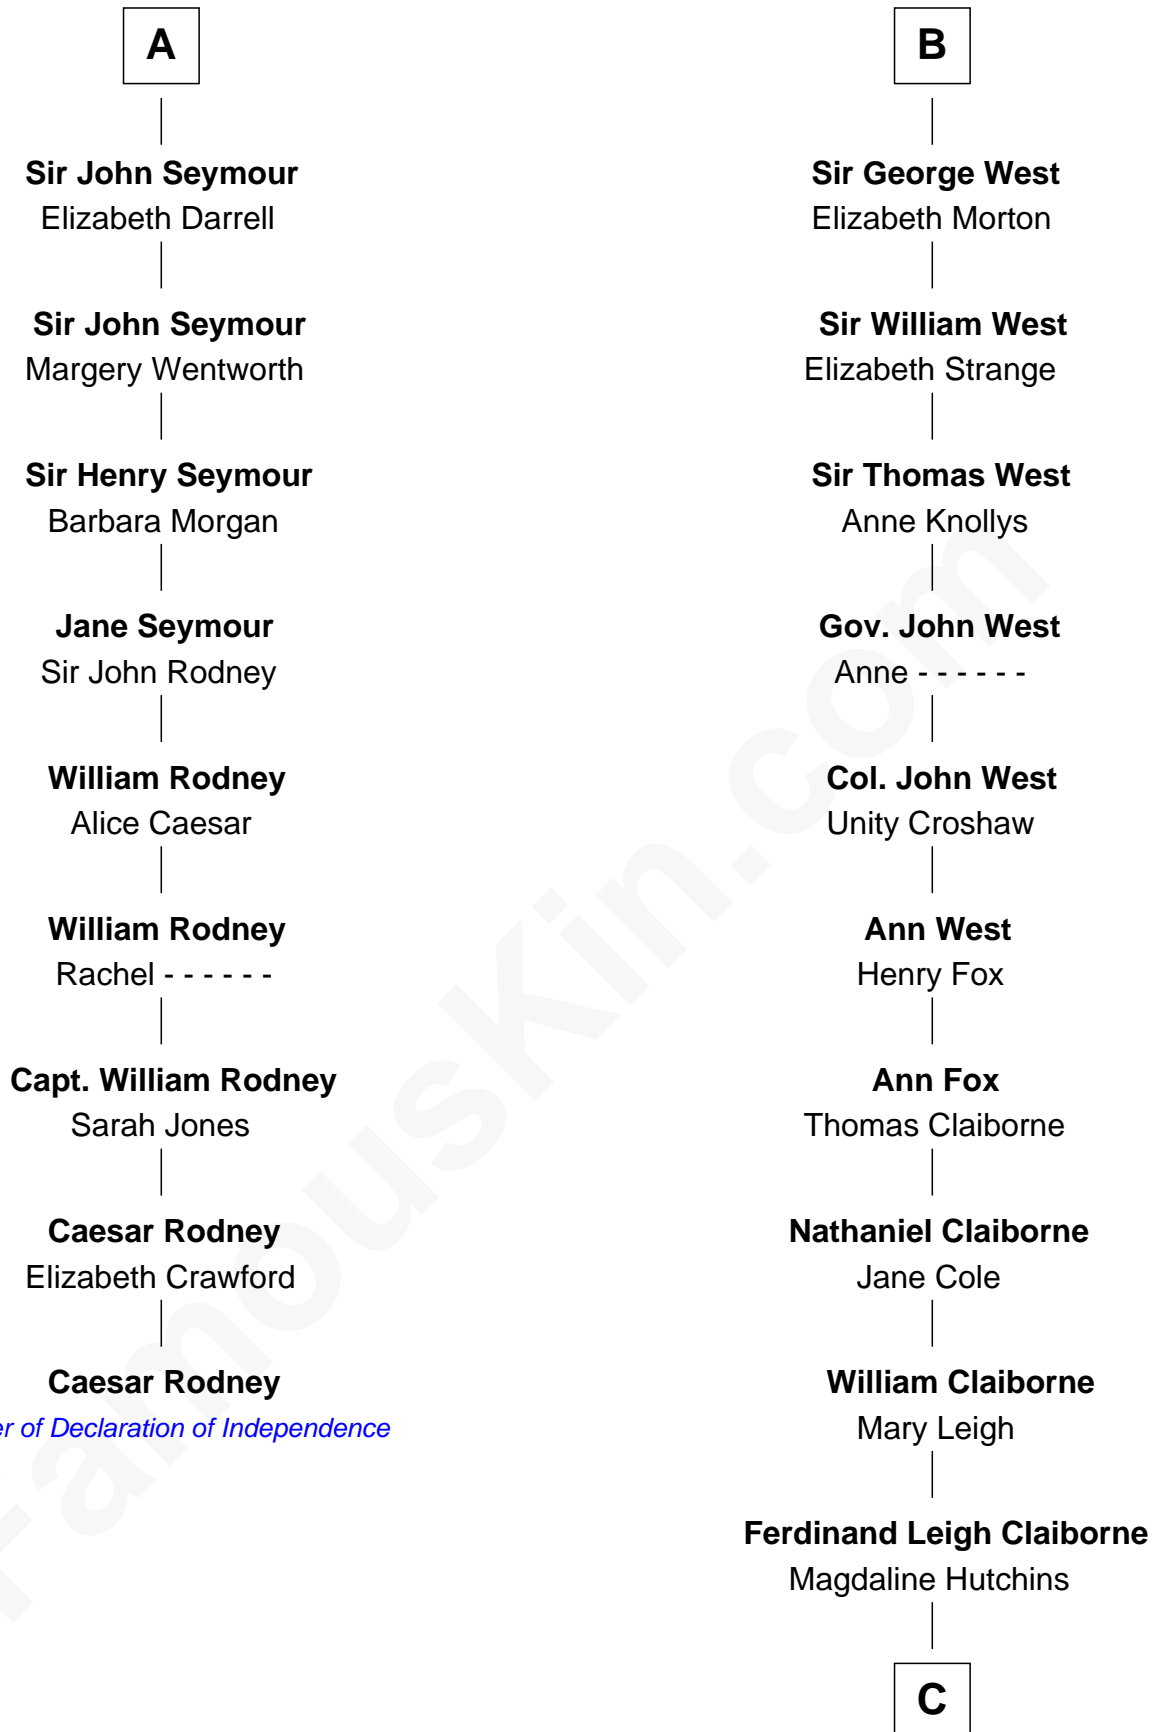 A
Sir John Seymour
Elizabeth Darrell
Sir John Seymour
Margery Wentworth
Sir Henry Seymour
Barbara Morgan
Jane Seymour
Sir John Rodney
William Rodney
Alice Caesar
William Rodney
Rachel - - - - - -
Capt. William Rodney
Sarah Jones
Caesar Rodney
Elizabeth Crawford
Caesar Rodney
er of Declaration of Independence
B
Sir George West
Elizabeth Morton
Sir William West
Elizabeth Strange
Sir Thomas West
Anne Knollys
Gov. John West
Anne - - - - - -
Col. John West
Unity Croshaw
Ann West
Henry Fox
Ann Fox
Thomas Claiborne
Nathaniel Claiborne
Jane Cole
William Claiborne
Mary Leigh
Ferdinand Leigh Claiborne
Magdaline Hutchins
C
FamousKin.com